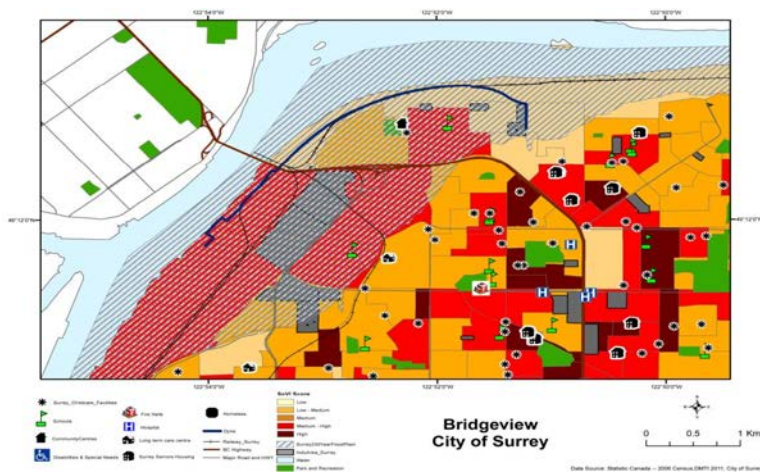 122°54'0"W 122°52'0"W 122°50'0"W
49°12'0"N 49°12'0"N
H
H
H
122°54'0"W 122°52'0"W 122°50'0"W
Surrey_Childcare_Facilities
Schools
CommunityCentres
Disabilities & Special Needs
Fire halls
Hospital
Long term care centre
Surrey Seniors Housing
Homeless
Dyke
Railway_Surrey
BC Highway
Major Road and HWY
SoVI Score
Low
Low - Medium
Medium
Medium - High
High
Surrey200YearFloodPlain
Industries_Surrey
Water
Park and Recreation
Bridgeview
City of Surrey
N
0 0.5 1 Km
Data Source: Statistic Canada - 2006 Census,DMTI 2011, City of Surrey